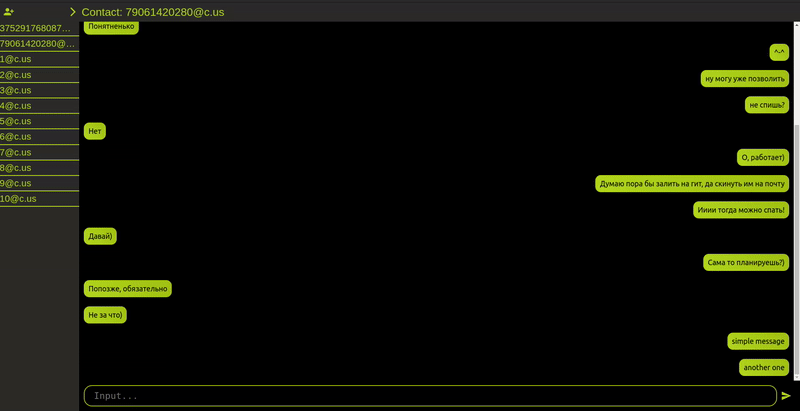 Contact: 79061420280@c.us
375291768087...
79061420280@...
1@c.us
2@c.us
3@c.us
4@c.us
5@c.us
6@c.us
7@c.us
8@c.us
9@c.us
10@c.us
Понятненько
^-^
ну могу уже позволить
не спишь?
Нет
О, работает)
Думаю пора бы залить на гит, да скинуть им на почту
Ииии тогда можно спать!
Давай)
Сама то планируешь?)
Попозже, обязательно
Не за что)
simple message
another one
Input...